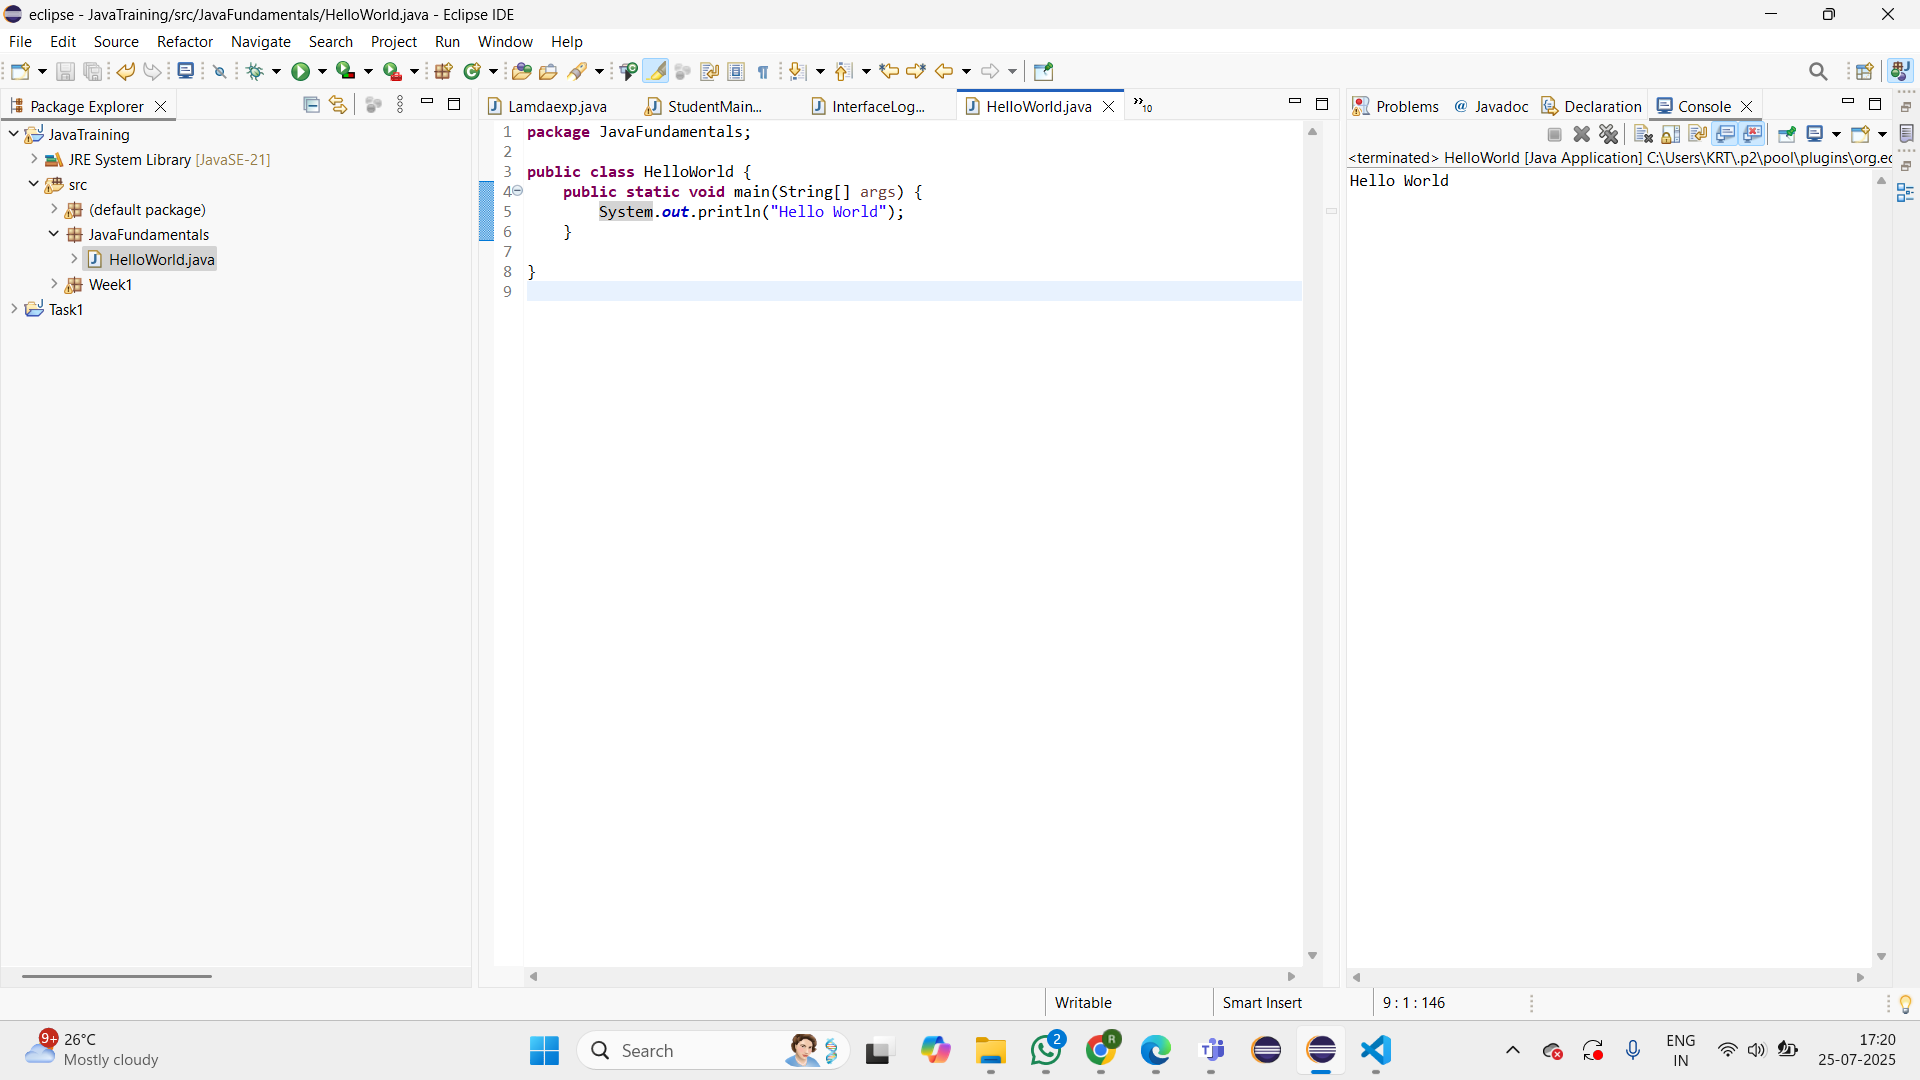 eclipse - JavaTraining/src/JavaFundamentals/HelloWorld.java - Eclipse IDE
File Edit Source Refactor Navigate Search Project Run Window Help
Package Explorer
JavaTraining
JRE System Library [JavaSE-21]
src
(default package)
JavaFundamentals
HelloWorld.java
Week1
Task1
Lamdaexp.java StudentMain... InterfaceLog... HelloWorld.java »10
1 package JavaFundamentals;
2
3 public class HelloWorld {
4 public static void main(String[] args) {
5 System.out.println("Hello World");
6 }
7
8 }
9
Problems @ Javadoc Declaration Console
<terminated> HelloWorld [Java Application] C:\Users\KRT\.p2\pool\plugins\org.ec
Hello World
Writable Smart Insert 9 : 1 : 146
9+ 26°C
Mostly cloudy
Search
2
R
ENG
IN
17:20
25-07-2025